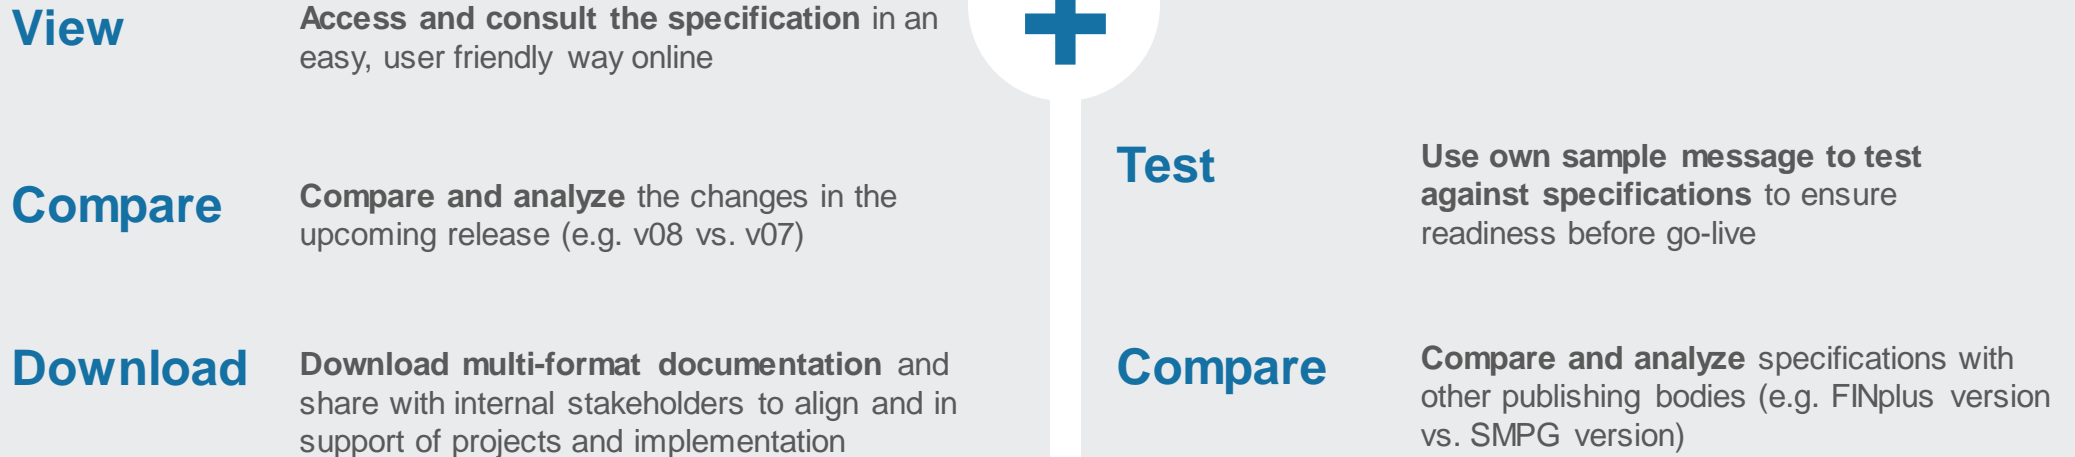 View
Access and consult the specification in an
easy, user friendly way online
Compare
Compare and analyze the changes in the
upcoming release (e.g. v08 vs. v07)
Download
Download multi-format documentation and
share with internal stakeholders to align and in
support of projects and implementation
Test
Use own sample message to test
against specifications to ensure
readiness before go-live
Compare
Compare and analyze specifications with
other publishing bodies (e.g. FINplus version
vs. SMPG version)